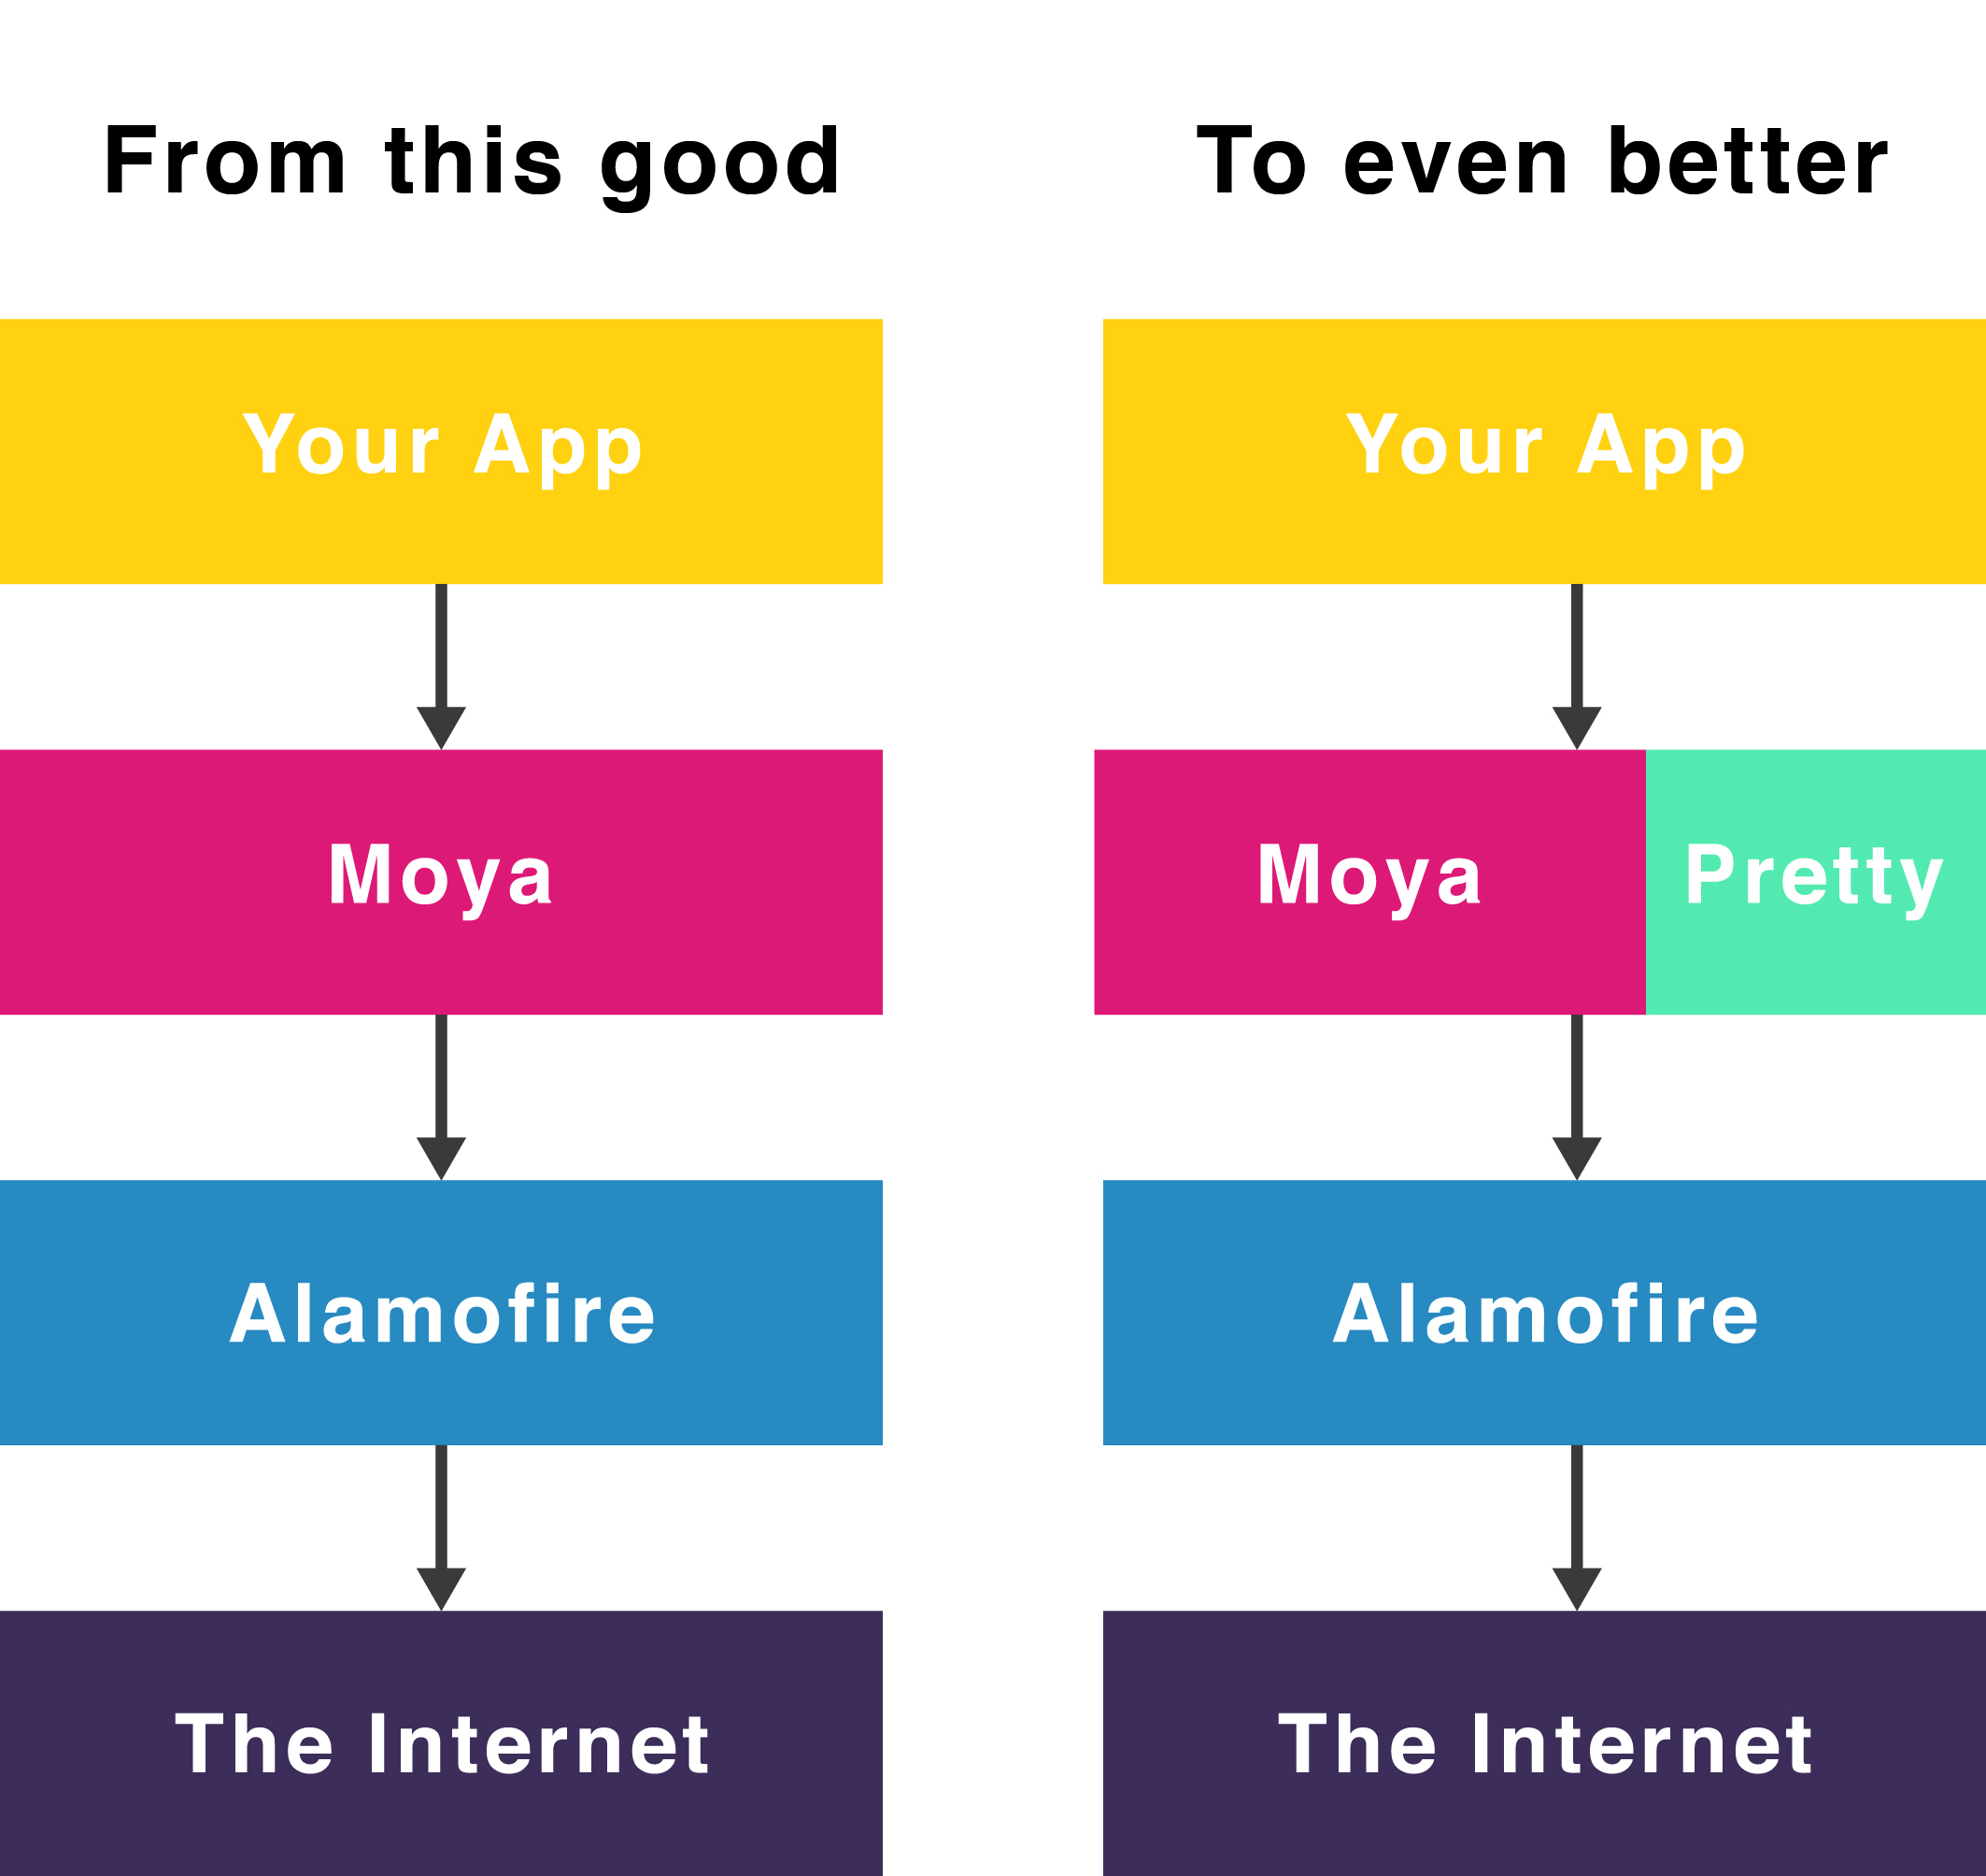 From this good
To even better
Your App
Your App
Moya
Moya
Pretty
Alamofire
Alamofire
The Internet
The Internet